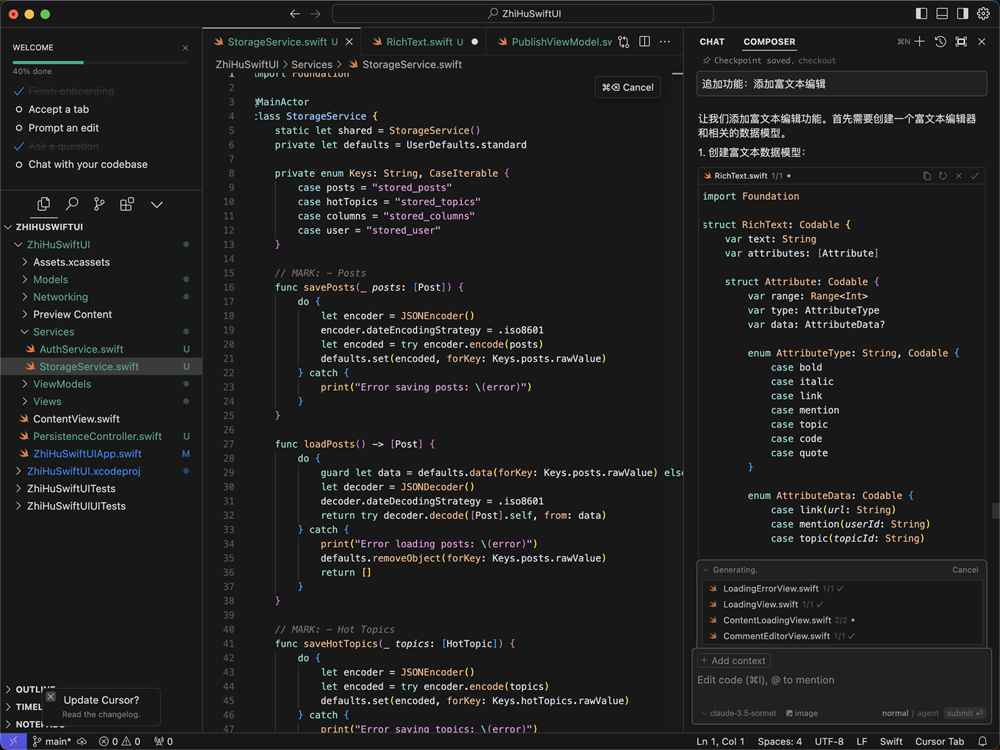 ZhiHuSwiftUI
WELCOME
40% done
Finish onboarding
Accept a tab
Prompt an edit
Ask a question
Chat with your codebase
ZHIHUSWIFTUI
ZhiHuSwiftUI
Assets.xcassets
Models
Networking
Preview Content
Services
AuthService.swift U
StorageService.swift U
ViewModels
Views
ContentView.swift
PersistenceController.swift U
ZhiHuSwiftUIApp.swift M
ZhiHuSwiftUI.xcodeproj
ZhiHuSwiftUITests
ZhiHuSwiftUIUITests
OUTLI
TIMEL
NOTEP
Update Cursor?
Read the changelog.
StorageService.swift U
RichText.swift U
PublishViewModel.sw
ZhiHuSwiftUI > Services > StorageService.swift
⌘⌫ Cancel
1 import Foundation
2
3 @MainActor
4 class StorageService {
5 static let shared = StorageService()
6 private let defaults = UserDefaults.standard
7
8 private enum Keys: String, CaseIterable {
9 case posts = "stored_posts"
10 case hotTopics = "stored_topics"
11 case columns = "stored_columns"
12 case user = "stored_user"
13 }
14
15 // MARK: - Posts
16 func savePosts(_ posts: [Post]) {
17 do {
18 let encoder = JSONEncoder()
19 encoder.dateEncodingStrategy = .iso8601
20 let encoded = try encoder.encode(posts)
21 defaults.set(encoded, forKey: Keys.posts.rawValue)
22 } catch {
23 print("Error saving posts: \(error)")
24 }
25 }
26
27 func loadPosts() -> [Post] {
28 do {
29 guard let data = defaults.data(forKey: Keys.posts.rawValue) else
30 let decoder = JSONDecoder()
31 decoder.dateDecodingStrategy = .iso8601
32 return try decoder.decode([Post].self, from: data)
33 } catch {
34 print("Error loading posts: \(error)")
35 defaults.removeObject(forKey: Keys.posts.rawValue)
36 return []
37 }
38 }
39
40 // MARK: - Hot Topics
41 func saveHotTopics(_ topics: [HotTopic]) {
42 do {
43 let encoder = JSONEncoder()
44 let encoded = try encoder.encode(topics)
45 defaults.set(encoded, forKey: Keys.hotTopics.rawValue)
46 } catch {
47 print("Error saving topics: \(error)")
CHAT COMPOSER ⌘N
Checkpoint saved. checkout
追加功能：添加富文本编辑
让我们添加富文本编辑功能。首先需要创建一个富文本编辑器
和相关的数据模型。
1. 创建富文本数据模型：
RichText.swift 1/1
import Foundation
struct RichText: Codable {
var text: String
var attributes: [Attribute]
struct Attribute: Codable {
var range: Range<Int>
var type: AttributeType
var data: AttributeData?
enum AttributeType: String, Codable {
case bold
case italic
case link
case mention
case topic
case code
case quote
}
enum AttributeData: Codable {
case link(url: String)
case mention(userId: String)
case topic(topicId: String)
Generating. Cancel
LoadingErrorView.swift 1/1
LoadingView.swift 1/1
ContentLoadingView.swift 2/2
CommentEditorView.swift 1/1
+ Add context
Edit code (⌘I), @ to mention
claude-3.5-sonnet image normal / agent submit
main* 0 0 0 Ln 1, Col 1 Spaces: 4 UTF-8 LF Swift Cursor Tab